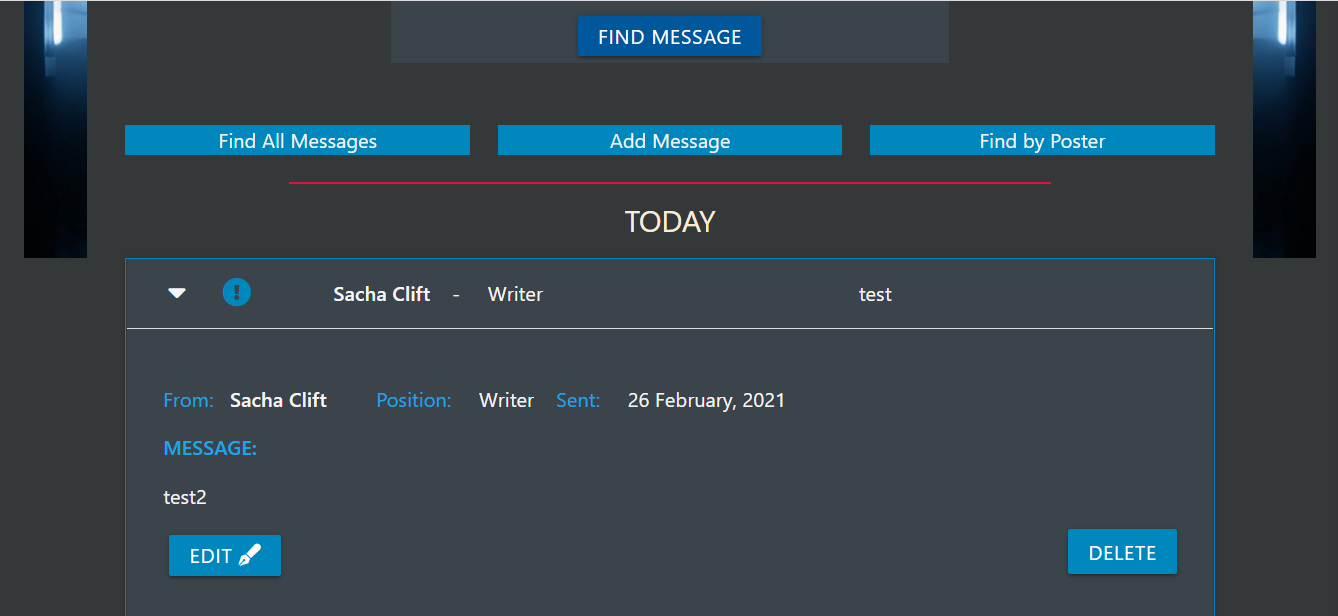 FIND MESSAGE
Find All Messages Add Message Find by Poster
TODAY
Sacha Clift - Writer test
From: Sacha Clift Position: Writer Sent: 26 February, 2021
MESSAGE:
test2
EDIT DELETE